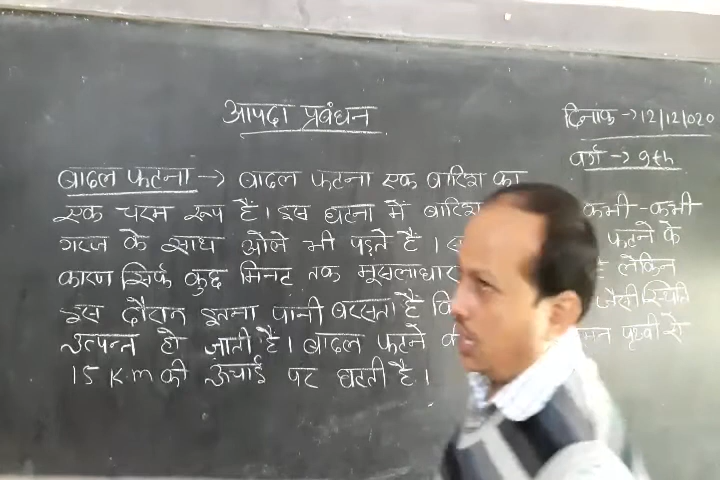 आपदा प्रबंधन
दिनांक → 12/12/020
वर्ग → 9th
बादल फटना → बादल फटना एक बारिश का
एक चरम रूप है। इस घटना में बारिश कभी-कभी
गरज के साथ ओले भी पड़ते है। फटने के
कारण सिर्फ कुछ मिनट तक मूसलाधार लेकिन
इस दौरान इतना पानी बरसता है कि जैसी स्थिति
उत्पन्न हो जाती है। बादल फटने की पृथ्वी से
15 K.m की ऊंचाई पर घटती है।